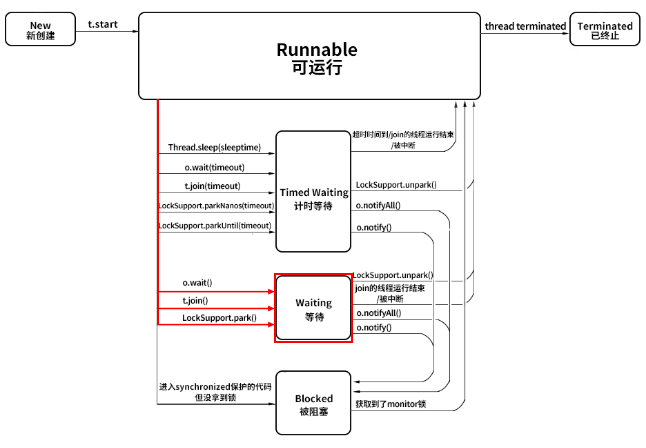 New
新创建
t.start
Runnable
可运行
thread terminated
Terminated
已终止
Thread.sleep(sleeptime)
o.wait(timeout)
t.join(timeout)
LockSupport.parkNanos(timeout)
LockSupport.parkUntil(timeout)
Timed Waiting
计时等待
超时时间到/join的线程运行结束
/被中断
LockSupport.unpark()
o.notifyAll()
o.notify()
o.wait()
t.join()
LockSupport.park()
Waiting
等待
LockSupport.unpark()
join的线程运行结束
/被中断
o.notifyAll()
o.notify()
进入synchronized保护的代码
但没拿到锁
Blocked
被阻塞
获取到了monitor锁